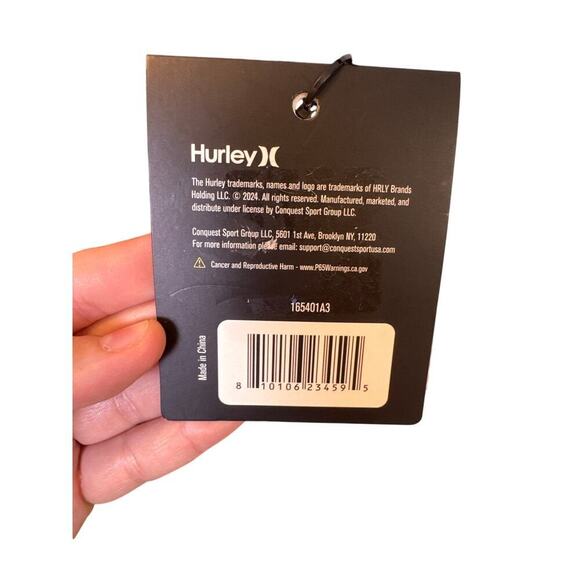 Hurley
The Hurley trademarks, names and logo are trademarks of HRLY Brands
Holding LLC. © 2024. All rights reserved. Manufactured, marketed, and
distribute under license by Conquest Sport Group LLC.
Conquest Sport Group LLC, 5601 1st Ave, Brooklyn NY, 11220
For more information please email: support@conquestsportusa.com
⚠ Cancer and Reproductive Harm - www.P65Warnings.ca.gov
165401A3
Made in China
8 10106 23459 5